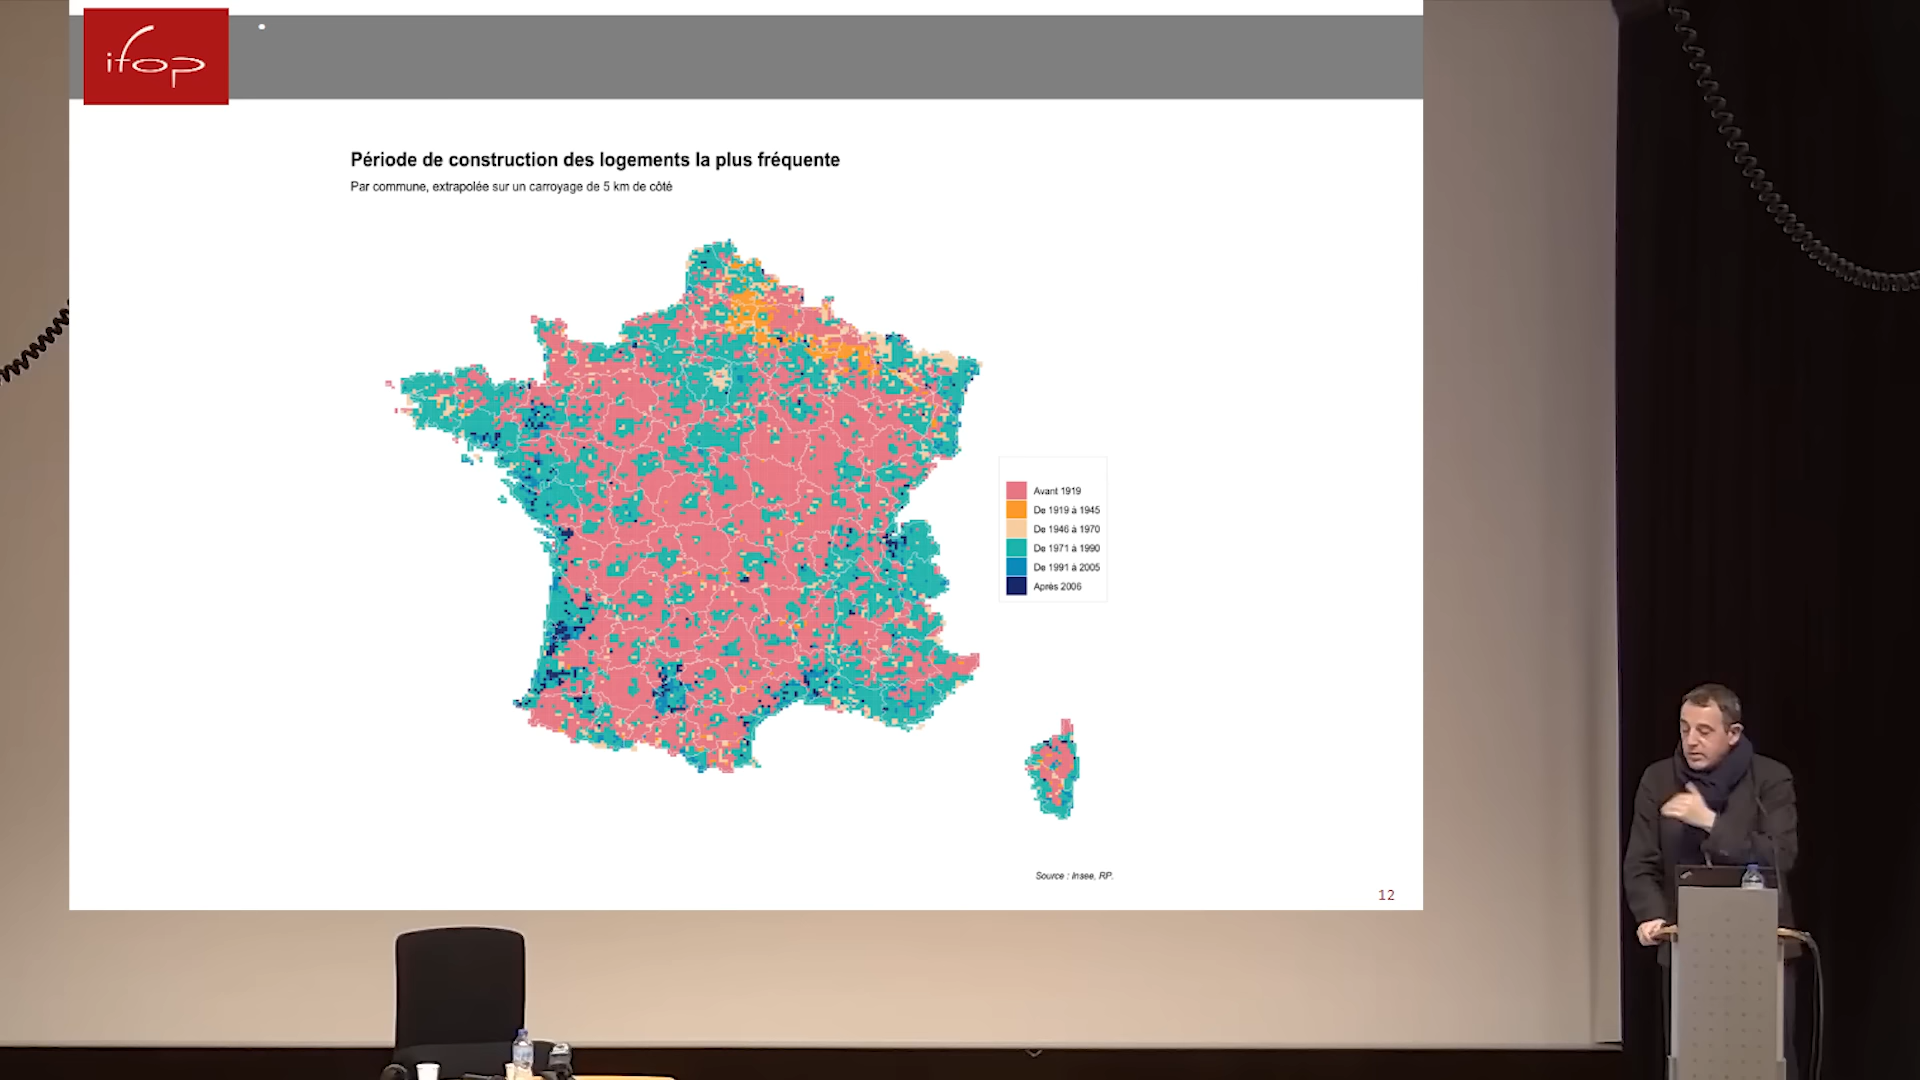 ifop
Période de construction des logements la plus fréquente
Par commune, extrapolée sur un carroyage de 5 km de côté
Avant 1919
De 1919 à 1945
De 1946 à 1970
De 1971 à 1990
De 1991 à 2005
Après 2006
Source : Insee, RP.
12